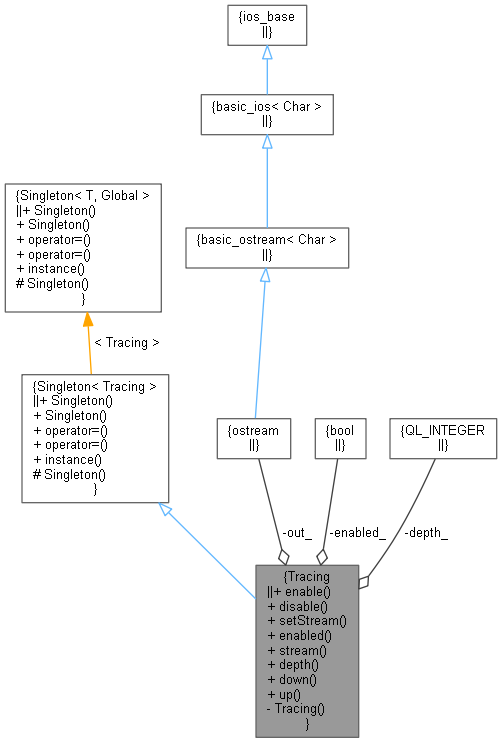 {ios_base
||}
{basic_ios< Char >
||}
{Singleton< T, Global >
||+ Singleton()
+ Singleton()
+ operator=()
+ operator=()
+ instance()
# Singleton()
}
{basic_ostream< Char >
||}
< Tracing >
{Singleton< Tracing >
||+ Singleton()
+ Singleton()
+ operator=()
+ operator=()
+ instance()
# Singleton()
}
{ostream
||}
{bool
||}
{QL_INTEGER
||}
-out_
-enabled_
-depth_
{Tracing
||+ enable()
+ disable()
+ setStream()
+ enabled()
+ stream()
+ depth()
+ down()
+ up()
- Tracing()
}